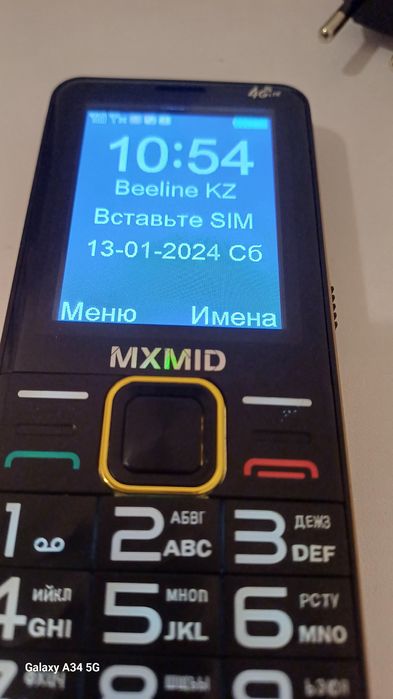 4G
10:54
Beeline KZ
Вставьте SIM
13-01-2024 Сб
Меню Имена
MXMID
1 2 АБВГ ABC 3 ДЕЖЗ DEF
4 ИЙКЛ GHI 5 МНОП JKL 6 РСТУ MNO
Galaxy A34 5G